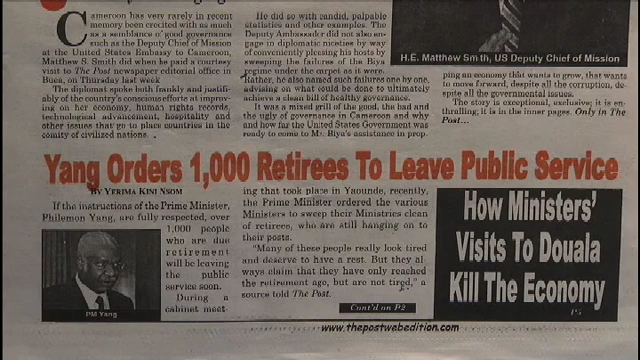 Cameroon has very rarely in recent
memory been credited with as much
as a semblance of good governance
such as the Deputy Chief of Mission
at the United States Embassy to Cameroon,
Matthew S. Smith did when be paid a courtesy
visit to The Post newspaper editorial office in
Buea, on Thursday last week
The diplomat spoke both frankly and justifi-
ably of the country's conscious efforts at improv-
ing on her economy, human rights records,
technological advancement, hospitality and
other issues that go to place countries in the
comity of civilized nations.
He did so with candid, palpable
statistics and other examples. The
Deputy Ambassador did not also en-
gage in diplomatic niceties by way
of conveniently pleasing his hosts by
sweeping the failures of the Biya
regime under the carpet as it were.
Rather, he also named such failures one by one,
advising on what could be done to ultimately
achieve a clean bill of healthy governance.
It was a mixed grill of the good, the bad and
the ugly of governance in Cameroon and why
and how far the United States Government was
ready to come to Mr. Biya's assistance in prop-
H.E. Matthew Smith, US Deputy Chief of Mission
ping an economy that wants to grow, that wants
to move forward, despite all the corruption, de-
spite all the governmental issues.
The story is exceptional, exclusive; it is en-
thralling; it is in the inner pages. Only in The
Post...
Yang Orders 1,000 Retirees To Leave Public Service
By Yerima Kini Nsom
If the instructions of the Prime Minister,
Philemon Yang, are fully respected, over
1,000 people
who are due
retirement
will be leaving
the public
service soon.
During a
cabinet meet-
PM Yang
ing that took place in Yaounde, recently,
the Prime Minister ordered the various
Ministers to sweep their Ministries clean
of retirees, who are still hanging on to
their posts.
"Many of these people really look tired
and deserve to have a rest. But they al-
ways claim that they have only reached
the retirement age, but are not tired," a
source told The Post.
Cont'd on P2
How Ministers'
Visits To Douala
Kill The Economy
P5
www.thepostwebedition.com